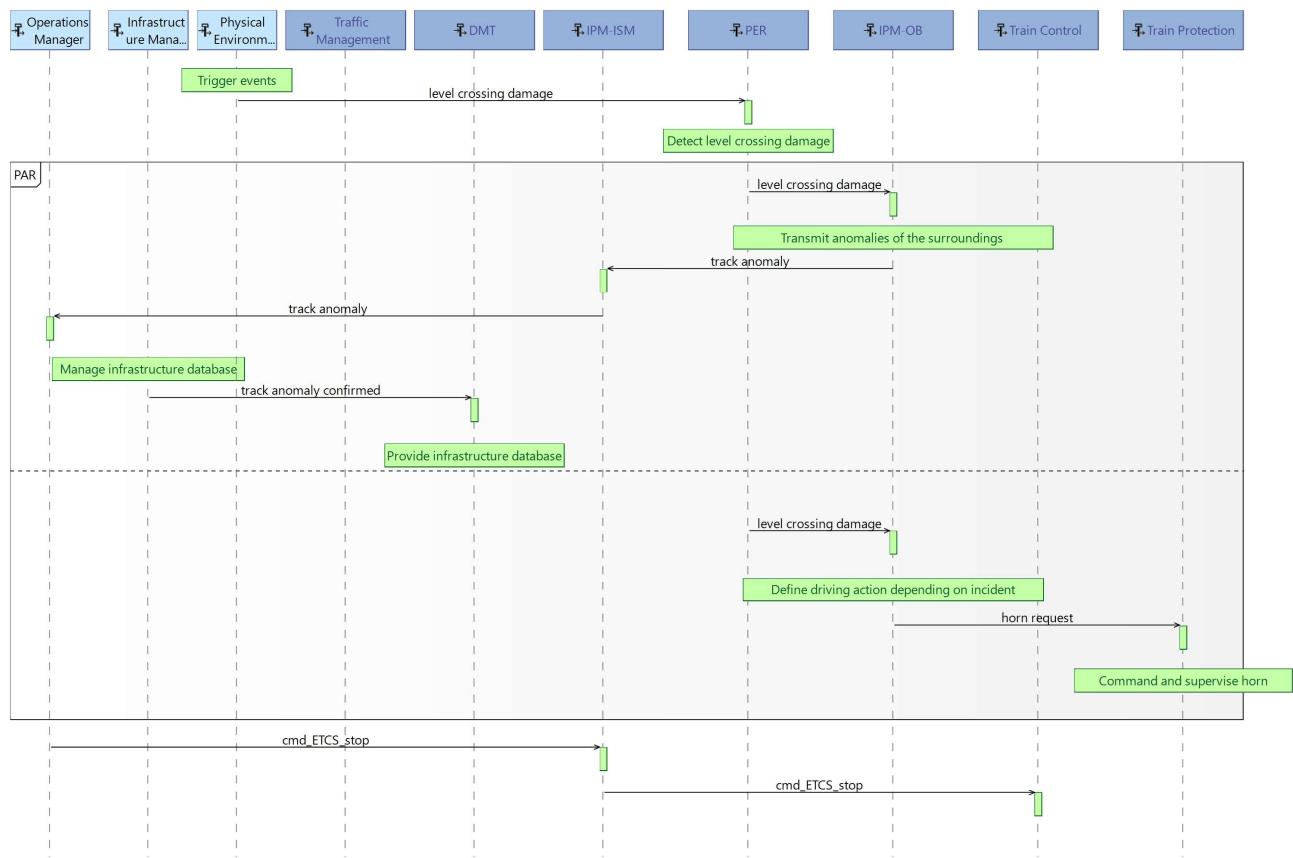 Operations
Manager
Infrastruct
ure Mana...
Physical
Environm...
Traffic
Management
DMT
IPM-ISM
PER
IPM-OB
Train Control
Train Protection
Trigger events
level crossing damage
Detect level crossing damage
PAR
level crossing damage
Transmit anomalies of the surroundings
track anomaly
track anomaly
Manage infrastructure database
track anomaly confirmed
Provide infrastructure database
level crossing damage
Define driving action depending on incident
horn request
Command and supervise horn
cmd_ETCS_stop
cmd_ETCS_stop